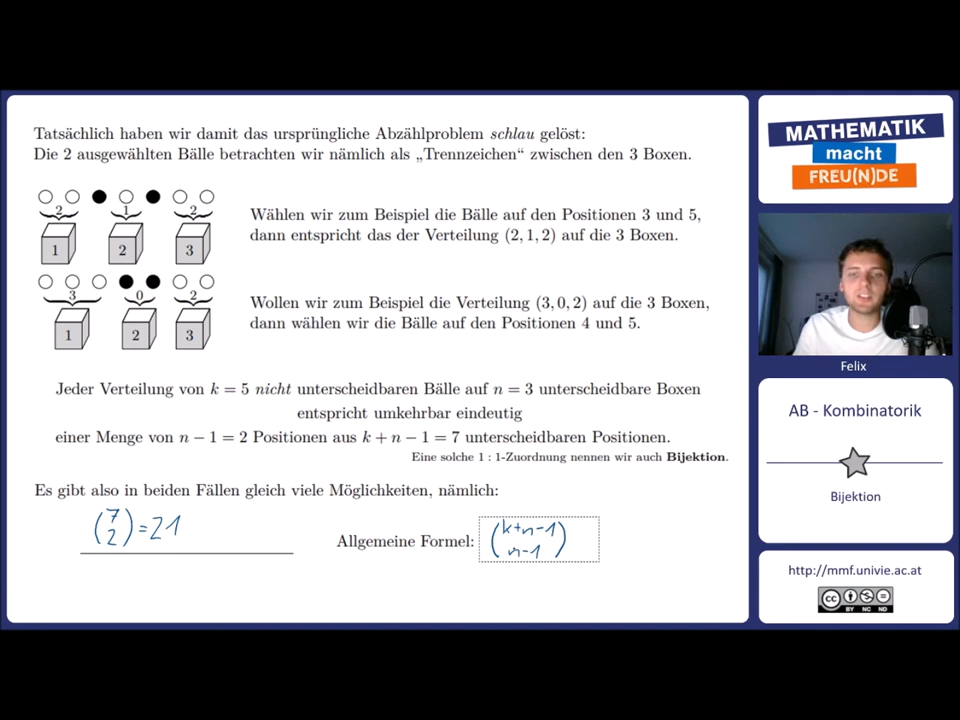 Tatsächlich haben wir damit das ursprüngliche Abzählproblem schlau gelöst:
Die 2 ausgewählten Bälle betrachten wir nämlich als „Trennzeichen“ zwischen den 3 Boxen.
2 1 2
1 2 3
Wählen wir zum Beispiel die Bälle auf den Positionen 3 und 5,
dann entspricht das der Verteilung (2, 1, 2) auf die 3 Boxen.
3 0 2
1 2 3
Wollen wir zum Beispiel die Verteilung (3, 0, 2) auf die 3 Boxen,
dann wählen wir die Bälle auf den Positionen 4 und 5.
Jeder Verteilung von k = 5 nicht unterscheidbaren Bälle auf n = 3 unterscheidbare Boxen
entspricht umkehrbar eindeutig
einer Menge von n − 1 = 2 Positionen aus k + n − 1 = 7 unterscheidbaren Positionen.
Eine solche 1 : 1-Zuordnung nennen wir auch Bijektion.
Es gibt also in beiden Fällen gleich viele Möglichkeiten, nämlich:
(7
2) = 21
Allgemeine Formel:
(k+n-1
n-1)
MATHEMATIK
macht
FREU(N)DE
Felix
AB - Kombinatorik
Bijektion
http://mmf.univie.ac.at
cc
BY NC ND